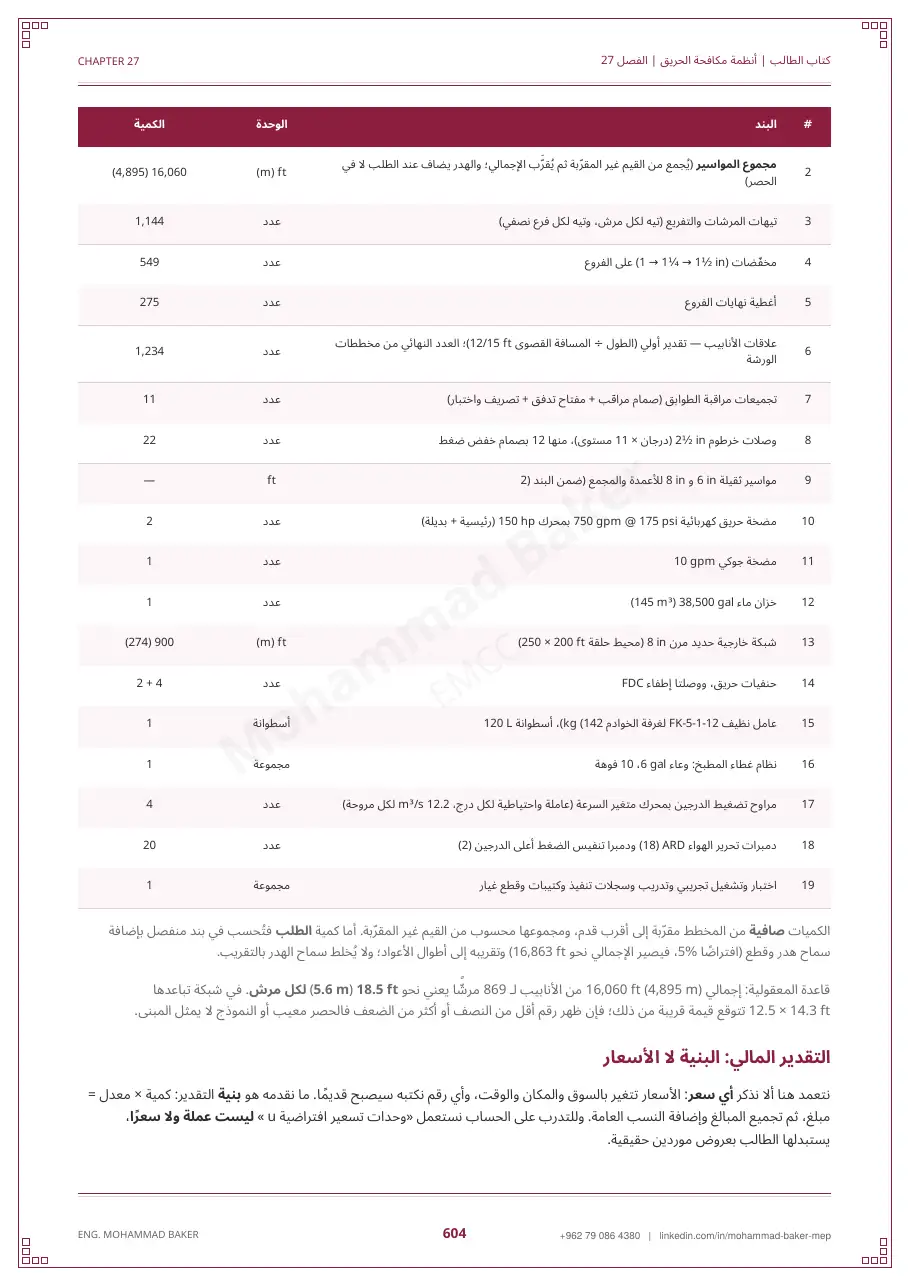 كتاب الطالب | أنظمة مكافحة الحريق | الفصل 27
CHAPTER 27
# البند الوحدة الكمية
2 مجموع المواسير (يُجمع من القيم غير المقرّبة ثم يُقرَّب الإجمالي؛ والهدر يضاف عند الطلب لا في
الحصر) ft (m) 16,060 (4,895)
3 تيهات المرشات والتفريع (تيه لكل مرش، وتيه لكل فرع نصفي) عدد 1,144
4 مخفّضات (1½ in → 1¼ → 1) على الفروع عدد 549
5 أغطية نهايات الفروع عدد 275
6 علاقات الأنابيب — تقدير أولي (الطول ÷ المسافة القصوى 12/15 ft)؛ العدد النهائي من مخططات
الورشة عدد 1,234
7 تجميعات مراقبة الطوابق (صمام مراقب + مفتاح تدفق + تصريف واختبار) عدد 11
8 وصلات خرطوم 2½ in (درجان × 11 مستوى)، منها 12 بصمام خفض ضغط عدد 22
9 مواسير ثقيلة 6 in و 8 in للأعمدة والمجمع (ضمن البند 2) ft —
10 مضخة حريق كهربائية 750 gpm @ 175 psi بمحرك 150 hp (رئيسية + بديلة) عدد 2
11 مضخة جوكي 10 gpm عدد 1
12 خزان ماء 38,500 gal (145 m³) عدد 1
13 شبكة خارجية حديد مرن 8 in (محيط حلقة 250 × 200 ft) ft (m) 900 (274)
14 حنفيات حريق، ووصلتا إطفاء FDC عدد 4 + 2
15 عامل نظيف FK-5-1-12 لغرفة الخوادم (142 kg)، أسطوانة 120 L أسطوانة 1
16 نظام غطاء المطبخ: وعاء 6 gal، 10 فوهة مجموعة 1
17 مراوح تضغيط الدرجين بمحرك متغير السرعة (عاملة واحتياطية لكل درج، 12.2 m³/s لكل مروحة) عدد 4
18 دمبرات تحرير الهواء ARD (18) ودمبرا تنفيس الضغط أعلى الدرجين (2) عدد 20
19 اختبار وتشغيل تجريبي وتدريب وسجلات تنفيذ وكتيبات وقطع غيار مجموعة 1
الكميات صافية من المخطط مقرّبة إلى أقرب قدم، ومجموعها محسوب من القيم غير المقرّبة. أما كمية الطلب فتُحسب في بند منفصل بإضافة
سماح هدر وقطع (افتراضًا 5%، فيصير الإجمالي نحو 16,863 ft) وتقريبه إلى أطوال الأعواد؛ ولا يُخلط سماح الهدر بالتقريب.
قاعدة المعقولية: إجمالي 16,060 ft (4,895 m) من الأنابيب لـ 869 مرشًّا يعني نحو 18.5 ft (5.6 m) لكل مرش. في شبكة تباعدها
12.5 × 14.3 ft تتوقع قيمة قريبة من ذلك؛ فإن ظهر رقم أقل من النصف أو أكثر من الضعف فالحصر معيب أو النموذج لا يمثل المبنى.
التقدير المالي: البنية لا الأسعار
نتعمد هنا ألا نذكر أي سعر: الأسعار تتغير بالسوق والمكان والوقت، وأي رقم نكتبه سيصبح قديمًا. ما نقدمه هو بنية التقدير: كمية × معدل =
مبلغ، ثم تجميع المبالغ وإضافة النسب العامة. وللتدرب على الحساب نستعمل «وحدات تسعير افتراضية u » ليست عملة ولا سعرًا،
يستبدلها الطالب بعروض موردين حقيقية.
Mohammad Baker
EMCC
ENG. MOHAMMAD BAKER
604
+962 79 086 4380 | linkedin.com/in/mohammad-baker-mep